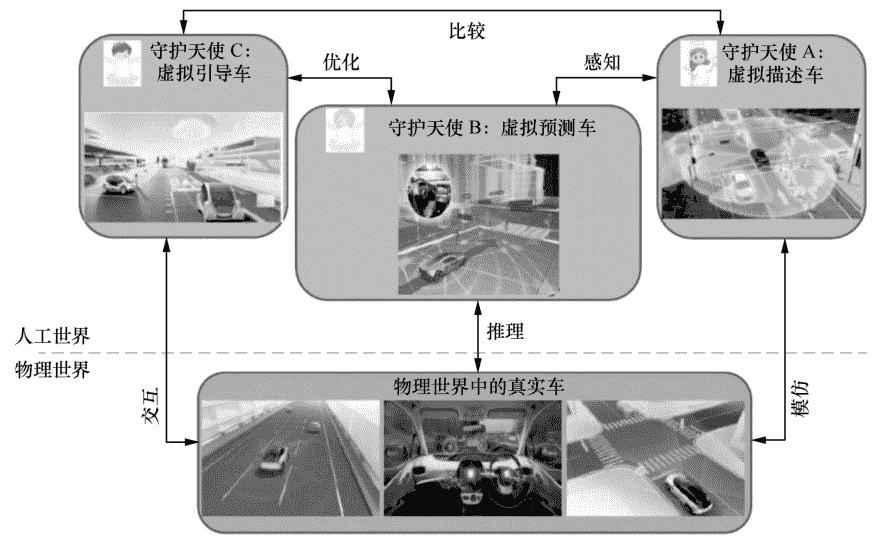 比较
守护天使 C：
虚拟引导车
优化
感知
守护天使 A：
虚拟描述车
守护天使 B：虚拟预测车
人工世界
推理
物理世界
交互
模仿
物理世界中的真实车